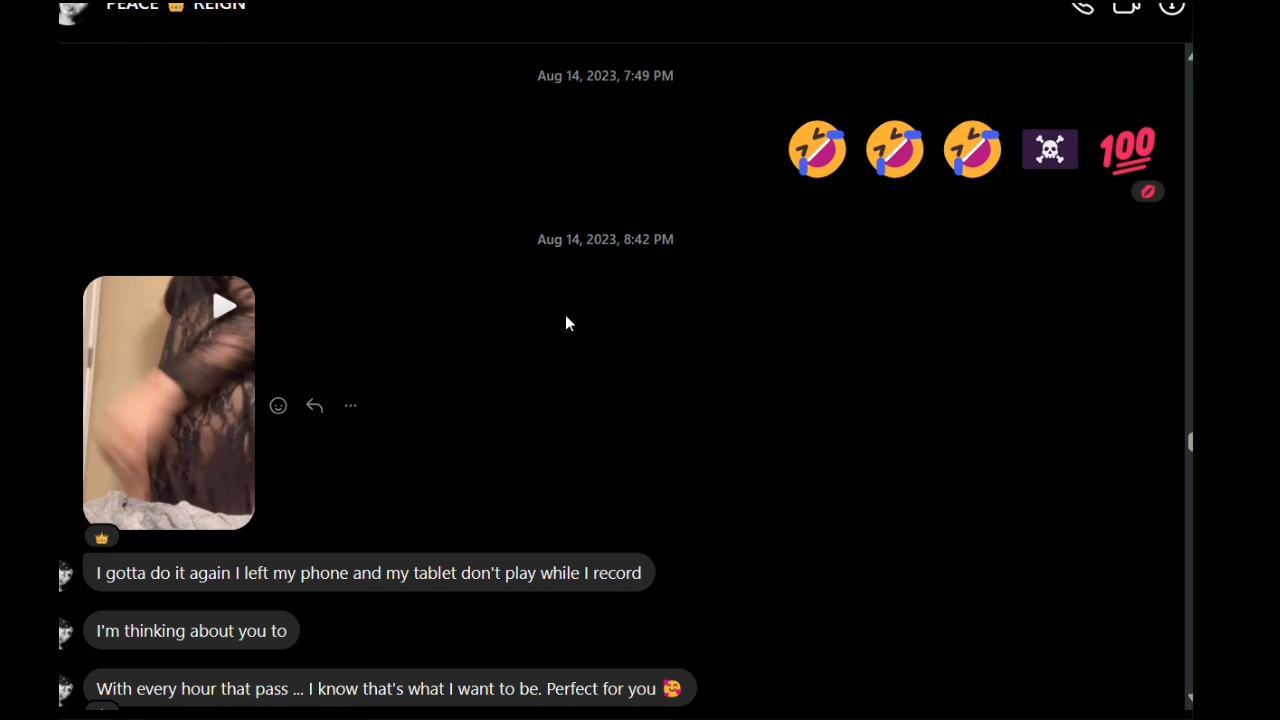 PEACE 👑 REIGN
Aug 14, 2023, 7:49 PM
🤣 🤣 🤣 ☠️ 💯
Aug 14, 2023, 8:42 PM
I gotta do it again I left my phone and my tablet don't play while I record
I'm thinking about you to
With every hour that pass ... I know that's what I want to be. Perfect for you 🥰